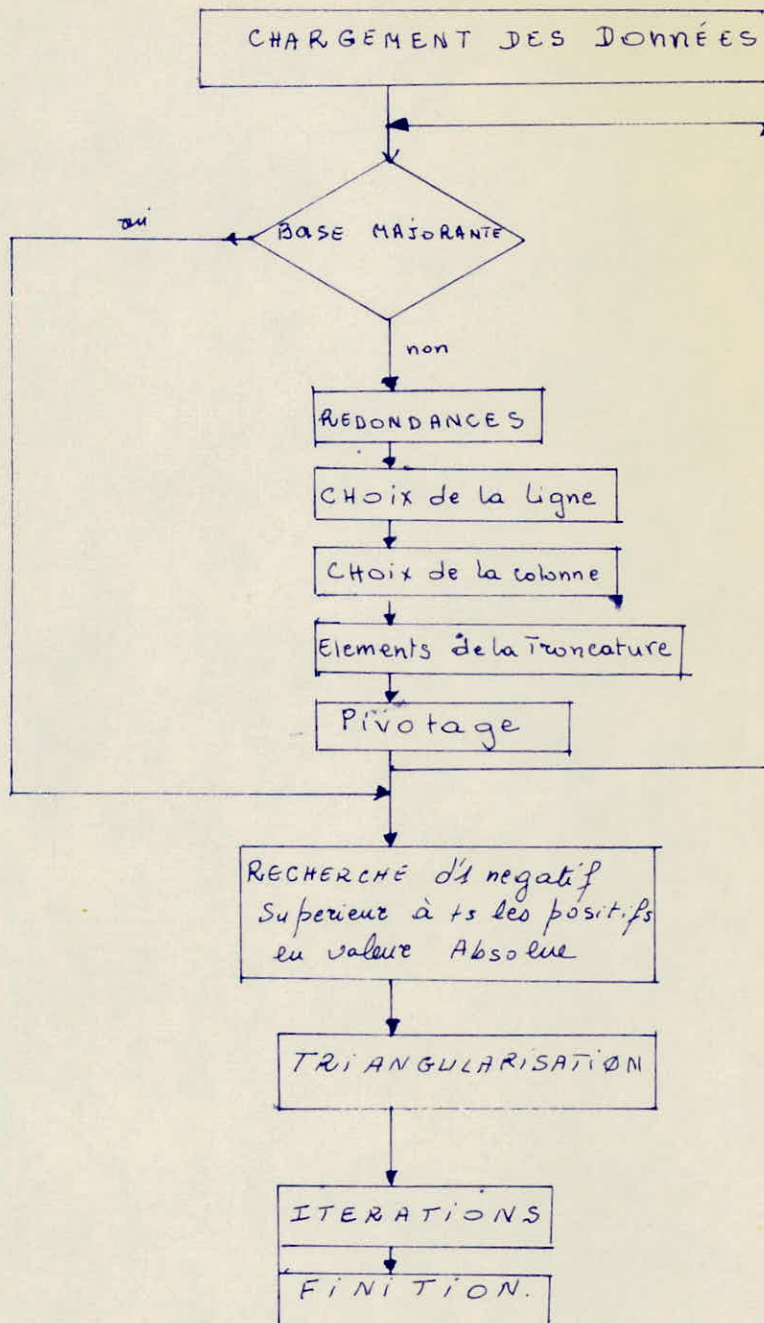 CHARGEMENT DES DONNÉES
BASE MAJORANTE
oui
non
REDONDANCES
CHOIX de la Ligne
CHOIX de la colonne
Elements de la Troncature
Pivotage
RECHERCHE d'1 negatif
Superieur à ts les positifs
en valeur Absolue
TRIANGULARISATION
ITERATIONS
FINITION.